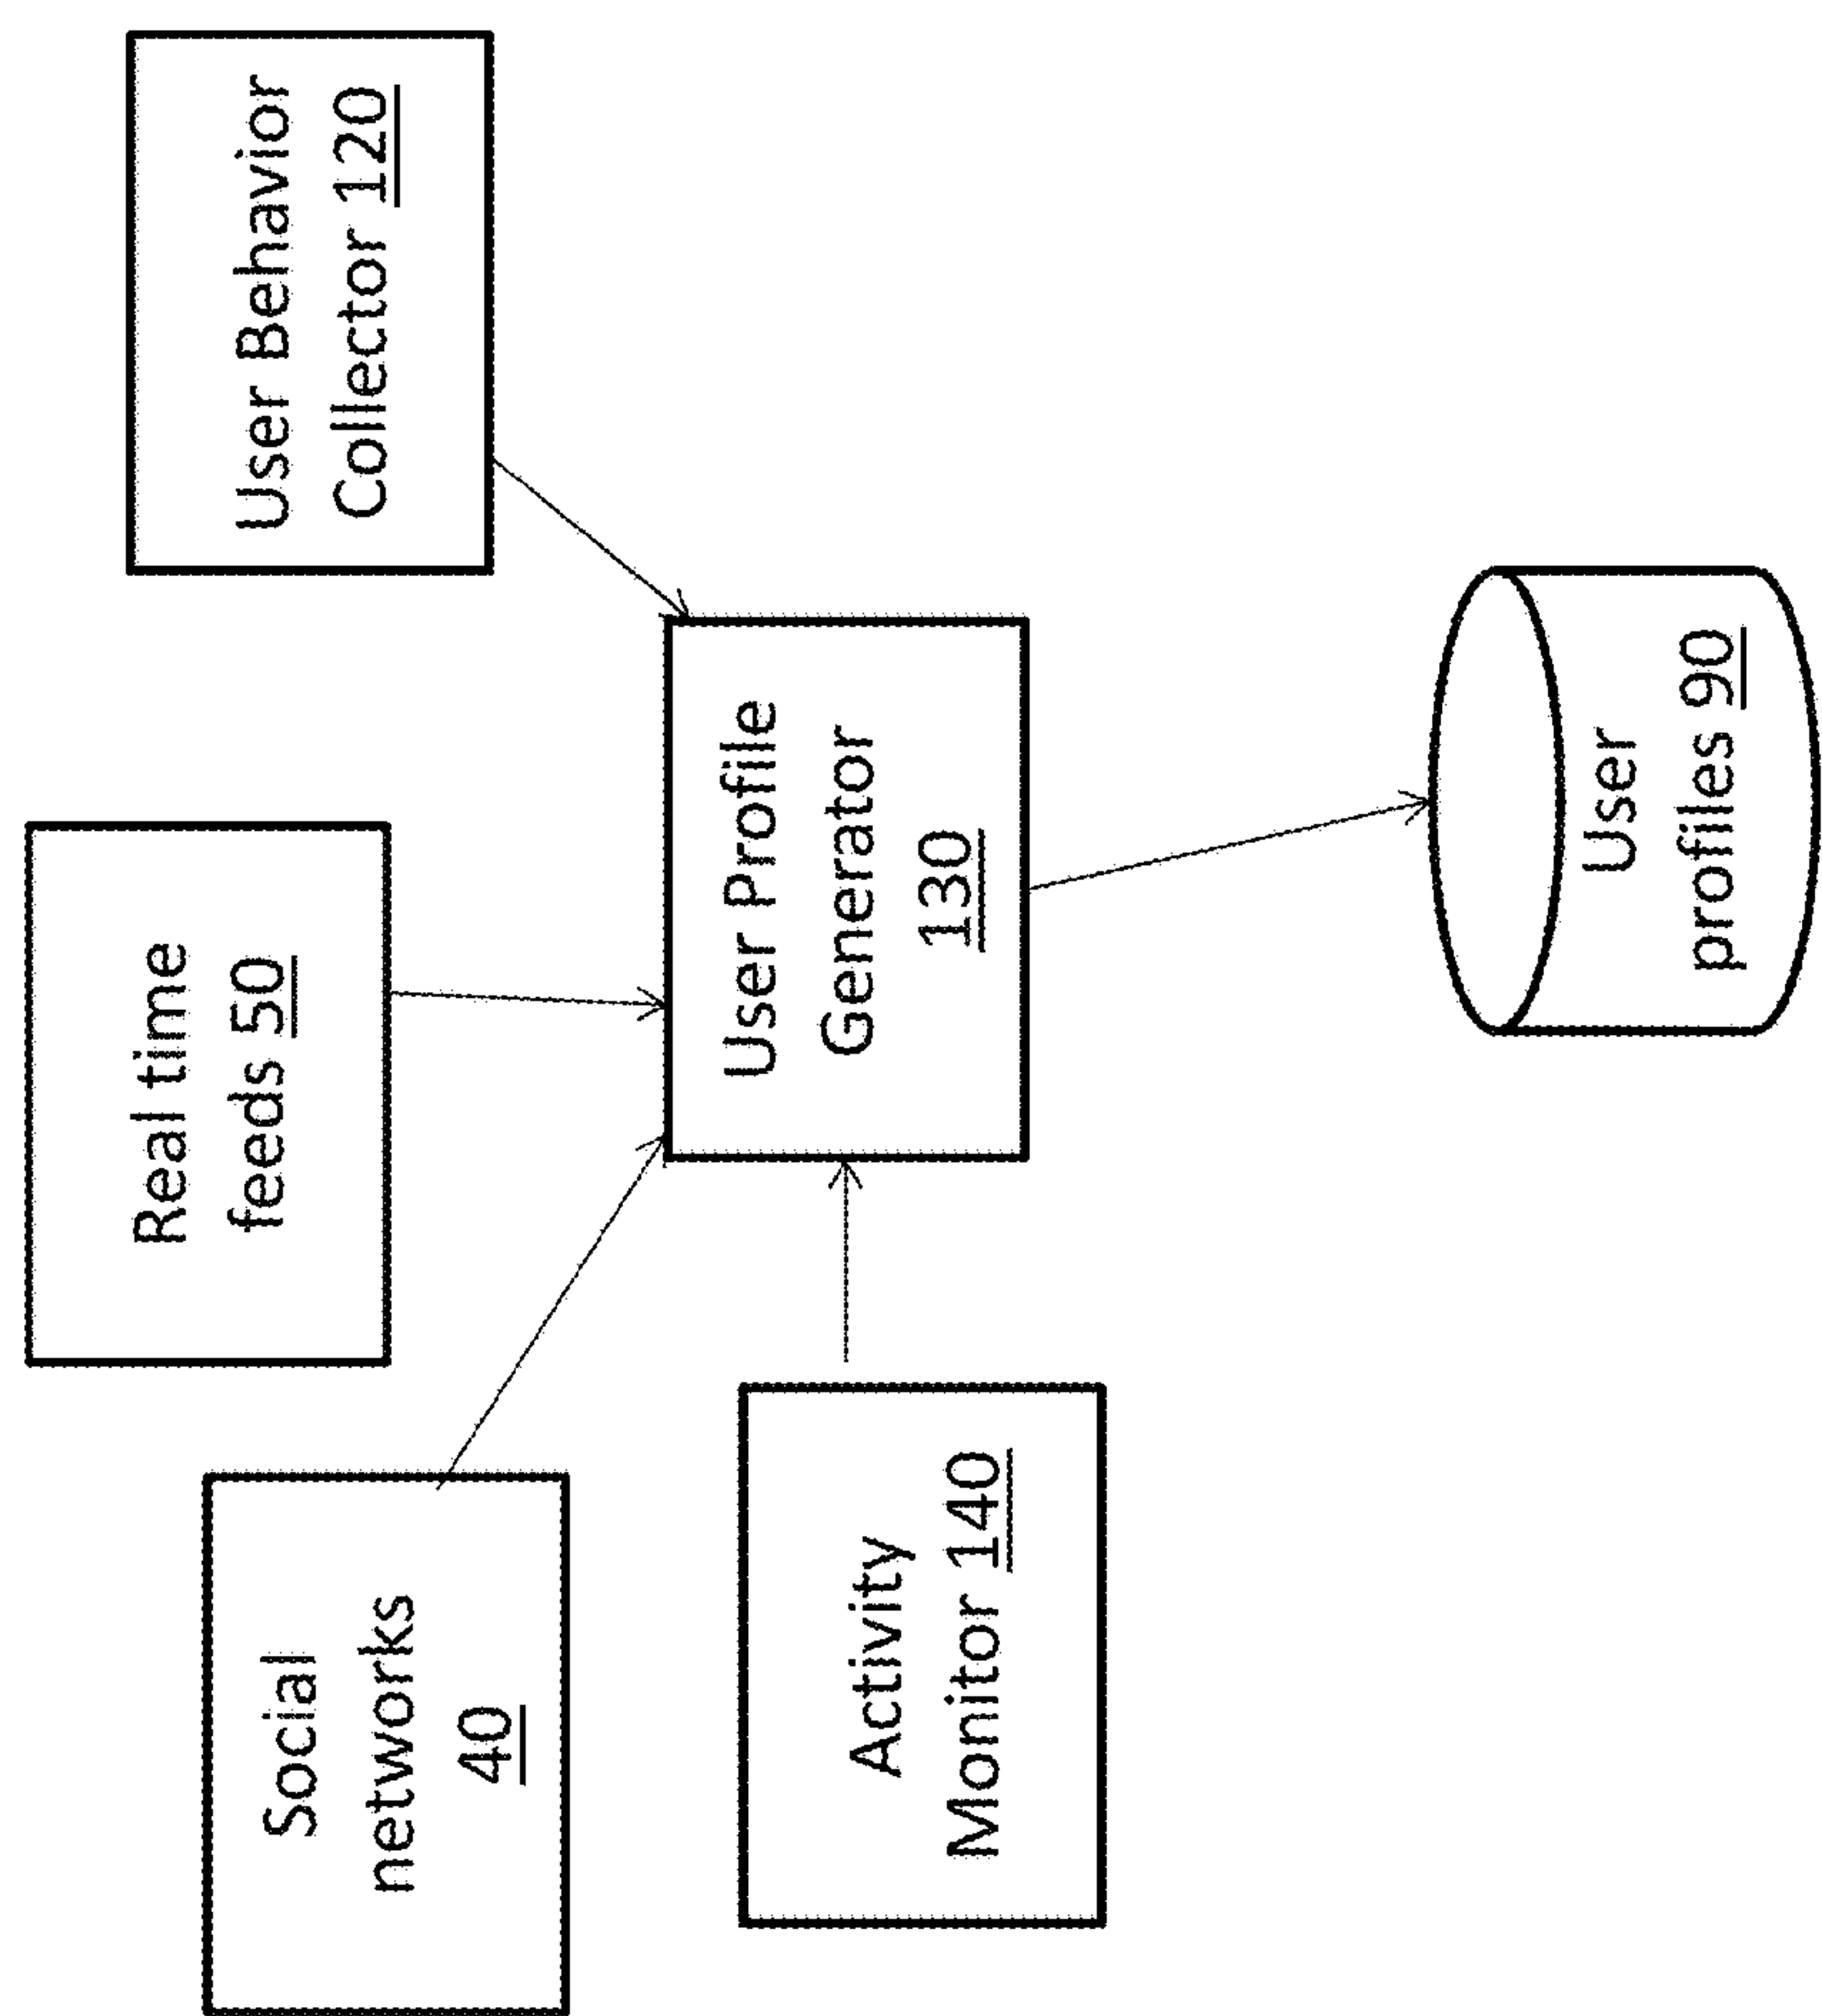 Social
networks
40
Real time
feeds 50
User Behavior
Collector 120
Activity
Monitor 140
User Profile
Generator
130
User
profiles 90